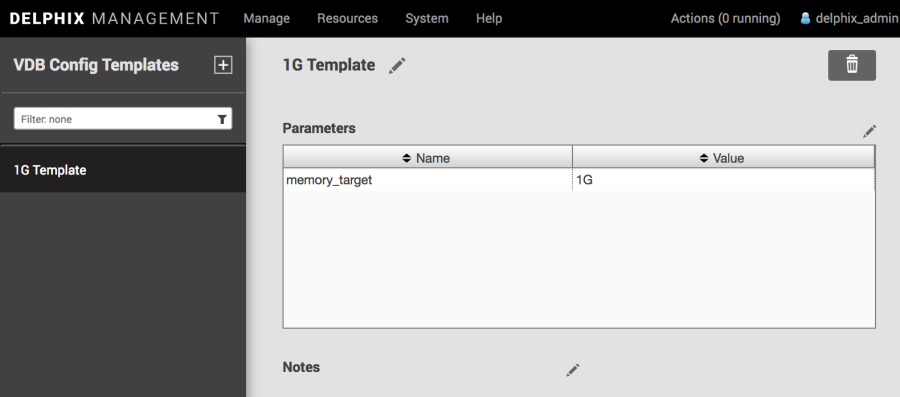 DELPHIX MANAGEMENT Manage Resources System Help Actions (0 running) delphix_admin
VDB Config Templates
Filter: none
1G Template
1G Template
Parameters
Name Value
memory_target 1G
Notes